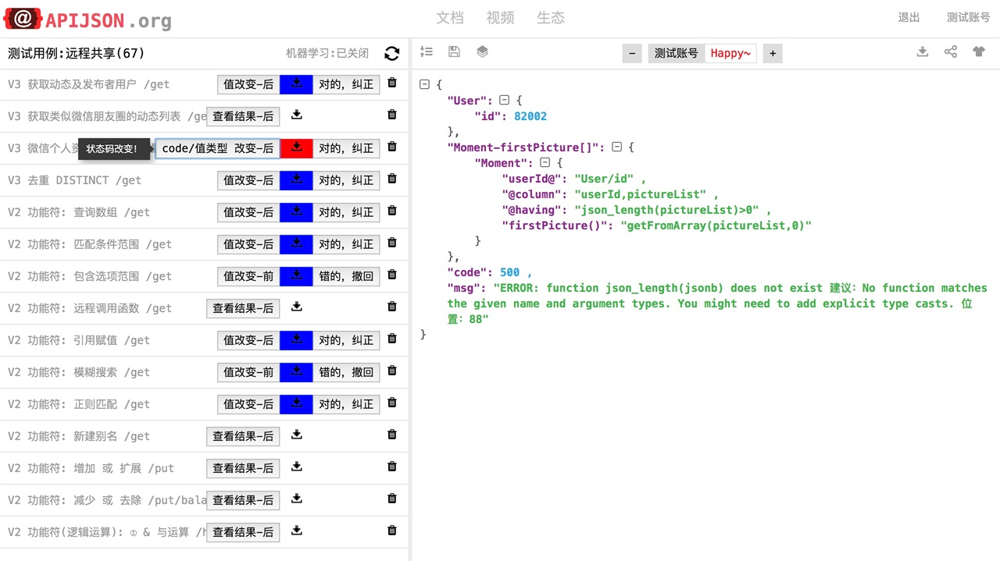 @ APIJSON.org
文档 视频 生态
退出 测试账号
测试用例:远程共享(67) 机器学习:已关闭
− 测试账号 Happy~ +
V3 获取动态及发布者用户 /get 值改变-后 对的，纠正
V3 获取类似微信朋友圈的动态列表 /ge 查看结果-后
V3 微信个人资 状态码改变! code/值类型 改变-后 对的，纠正
V3 去重 DISTINCT /get 值改变-后 对的，纠正
V2 功能符: 查询数组 /get 值改变-后 对的，纠正
V2 功能符: 匹配条件范围 /get 值改变-后 对的，纠正
V2 功能符: 包含选项范围 /get 值改变-前 错的，撤回
V2 功能符: 远程调用函数 /get 查看结果-后
V2 功能符: 引用赋值 /get 值改变-后 对的，纠正
V2 功能符: 模糊搜索 /get 值改变-前 错的，撤回
V2 功能符: 正则匹配 /get 值改变-后 对的，纠正
V2 功能符: 新建别名 /get 查看结果-后
V2 功能符: 增加 或 扩展 /put 查看结果-后
V2 功能符: 减少 或 去除 /put/bala 查看结果-后
V2 功能符(逻辑运算): ① & 与运算 /h 查看结果-后
{
"User": {
"id": 82002
},
"Moment-firstPicture[]": {
"Moment": {
"userId@": "User/id" ,
"@column": "userId,pictureList" ,
"@having": "json_length(pictureList)>0" ,
"firstPicture()": "getFromArray(pictureList,0)"
}
},
"code": 500 ,
"msg": "ERROR: function json_length(jsonb) does not exist 建议：No function matches
the given name and argument types. You might need to add explicit type casts. 位
置：88"
}